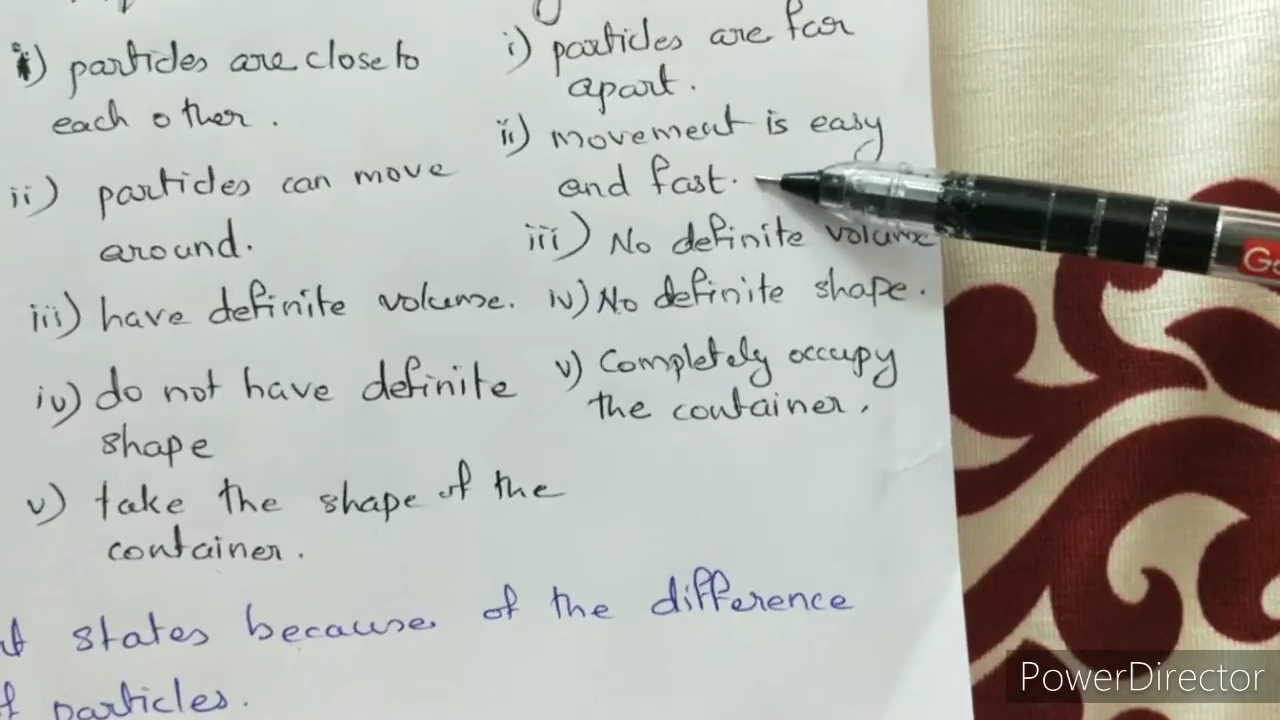 i) particles are close to
each other.
ii) particles can move
around.
iii) have definite volume.
iv) do not have definite
shape
v) take the shape of the
container.
i) particles are far
apart.
ii) movement is easy
and fast.
iii) No definite volume
iv) No definite shape.
v) Completely occupy
the container.
states because of the difference
particles.
PowerDirector